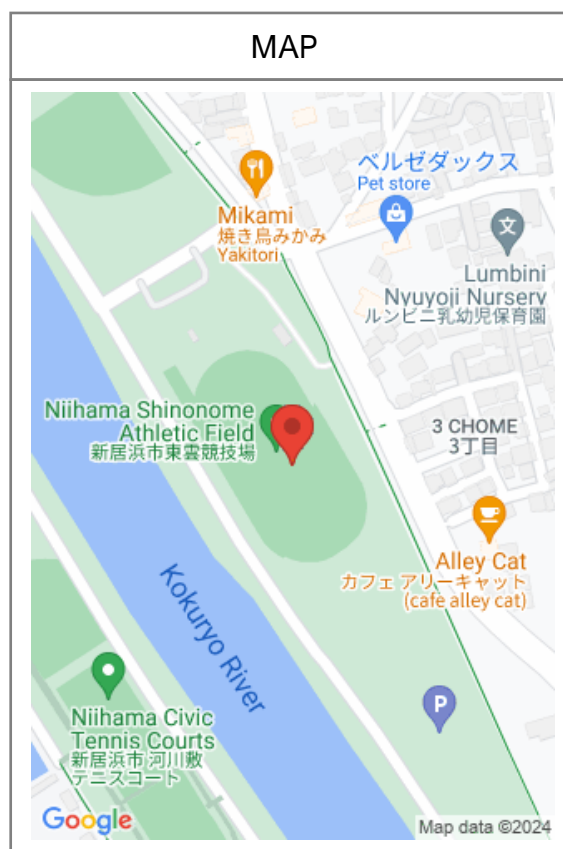 MAP
ベルゼダックス
Pet store
Mikami
焼き鳥みかみ
Yakitori
文
Lumbini
Nyuyoji Nursery
ルンビニ乳幼児保育園
Niihama Shinonome
Athletic Field
新居浜市東雲競技場
3 CHOME
3丁目
Alley Cat
カフェ アリーキャット
(cafe alley cat)
Kokuryo River
P
Niihama Civic
Tennis Courts
新居浜市 河川敷
テニスコート
Google
Map data ©2024